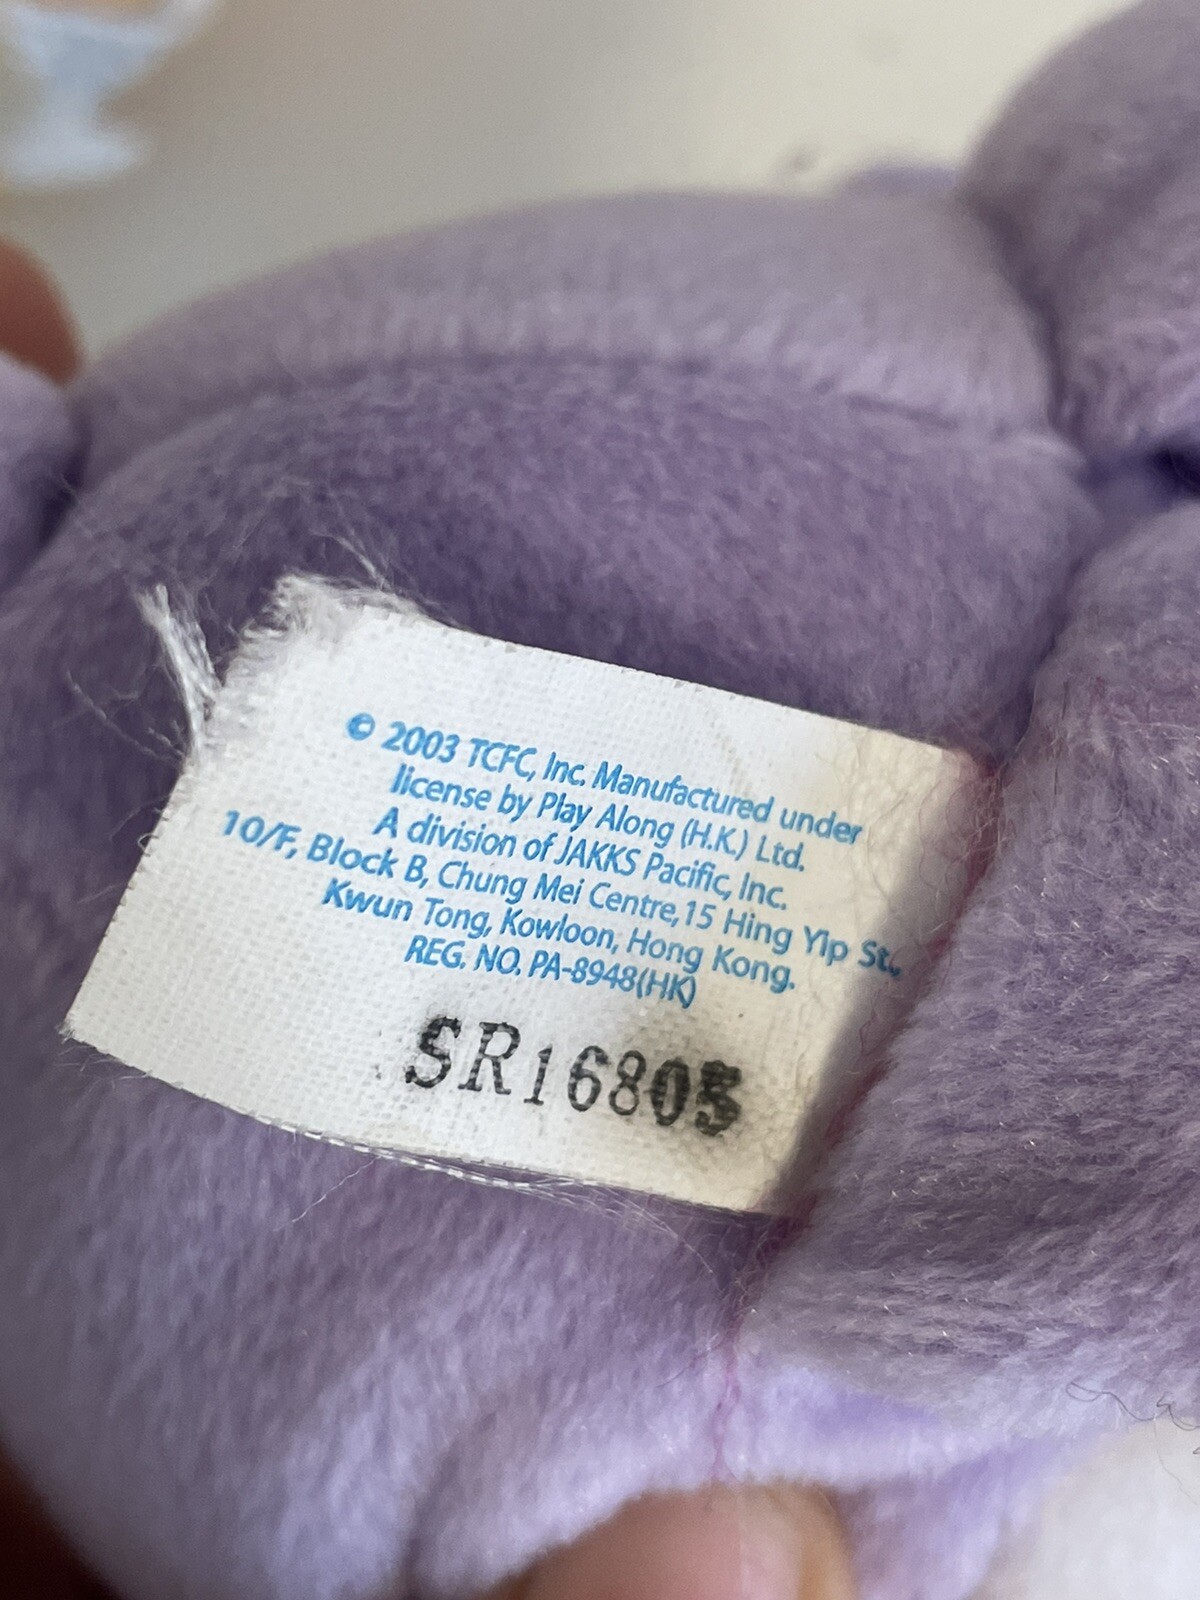 © 2003 TCFC, Inc. Manufactured under
license by Play Along (H.K.) Ltd.
A division of JAKKS Pacific, Inc.
10/F, Block B, Chung Mei Centre,15 Hing Yip St.,
Kwun Tong, Kowloon, Hong Kong.
REG. NO. PA-8948(HK)
SR16805